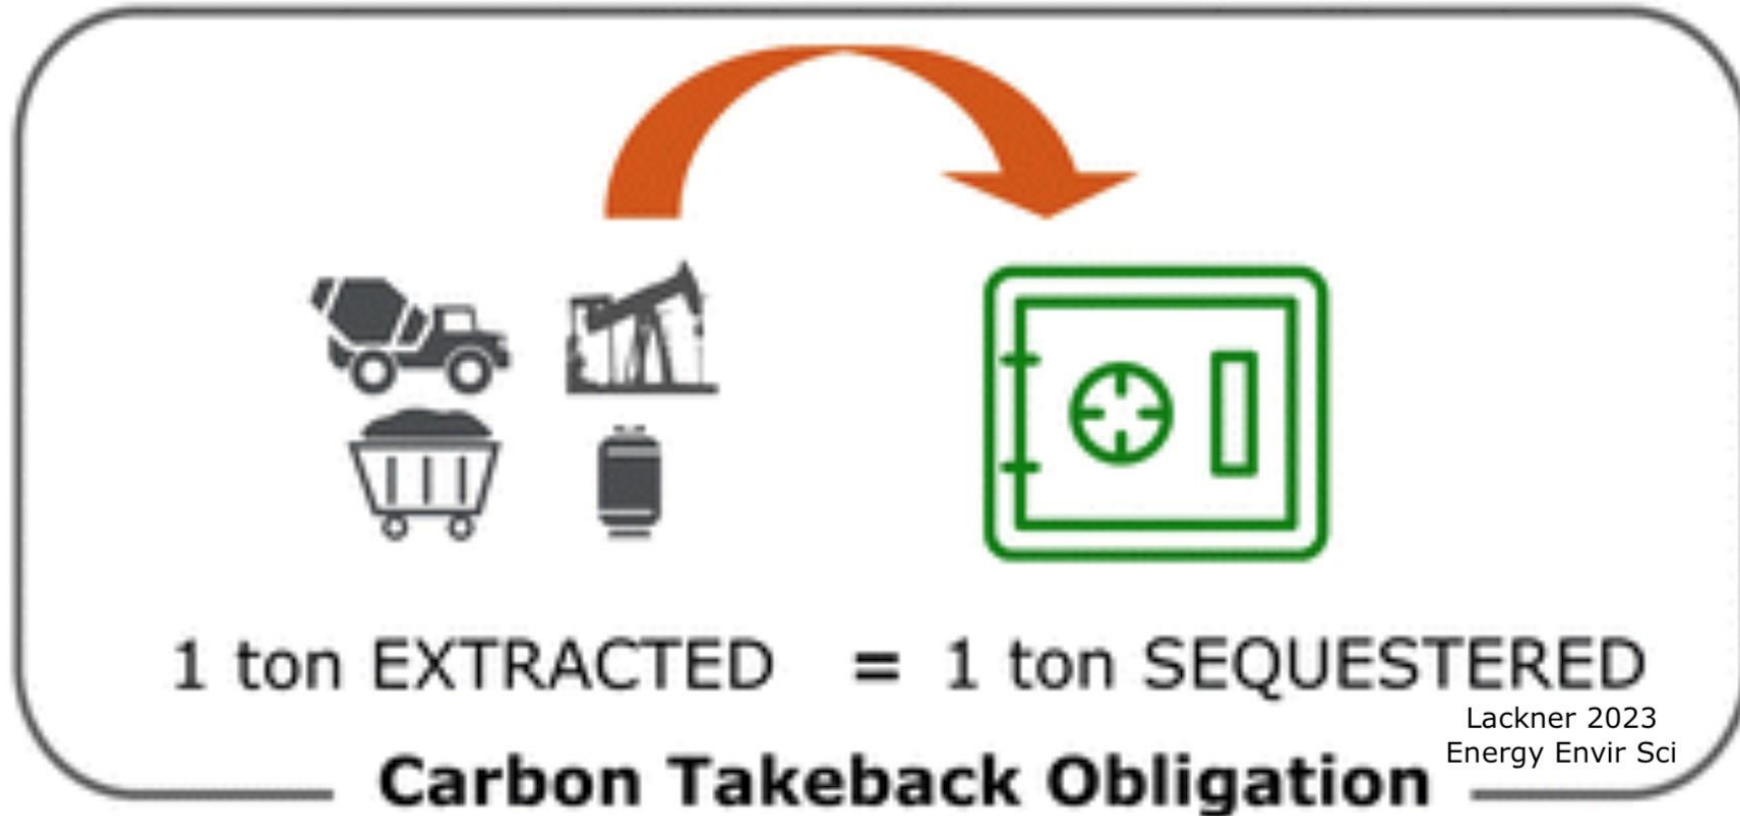 1 ton EXTRACTED = 1 ton SEQUESTERED
Lackner 2023
Energy Envir Sci
Carbon Takeback Obligation